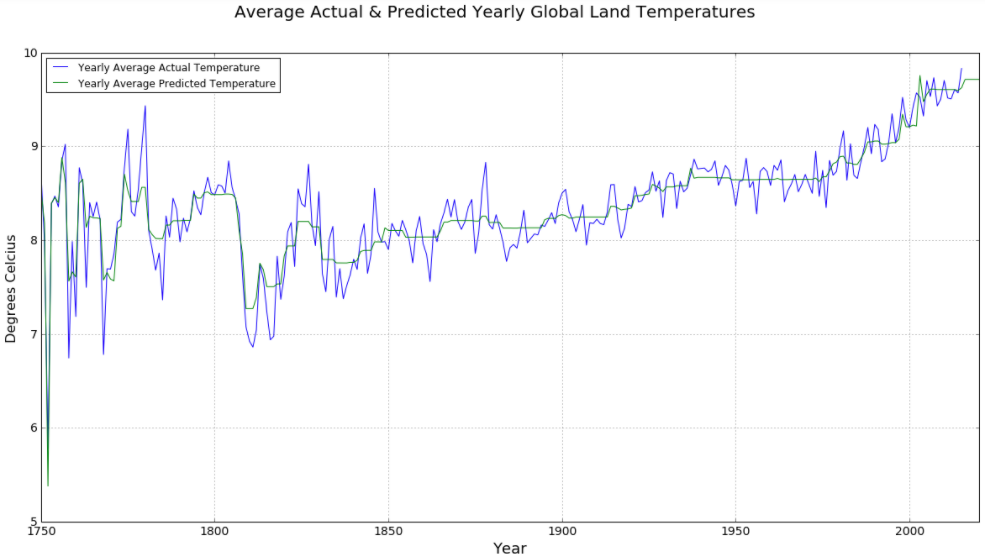 Average Actual & Predicted Yearly Global Land Temperatures
Yearly Average Actual Temperature
Yearly Average Predicted Temperature
Degrees Celcius
10
9
8
7
6
5
1750 1800 1850 1900 1950 2000
Year